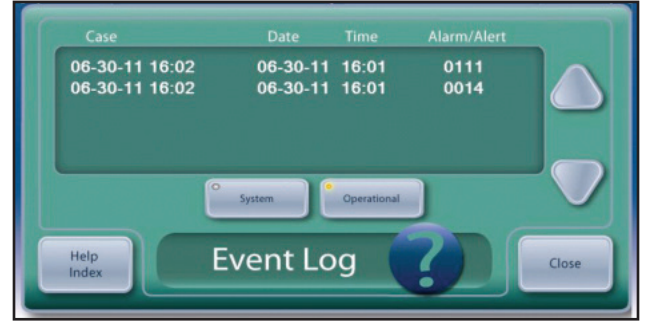 Case Date Time Alarm/Alert
06-30-11 16:02 06-30-11 16:01 0111
06-30-11 16:02 06-30-11 16:01 0014
System Operational
Help
Index
Event Log ?
Close